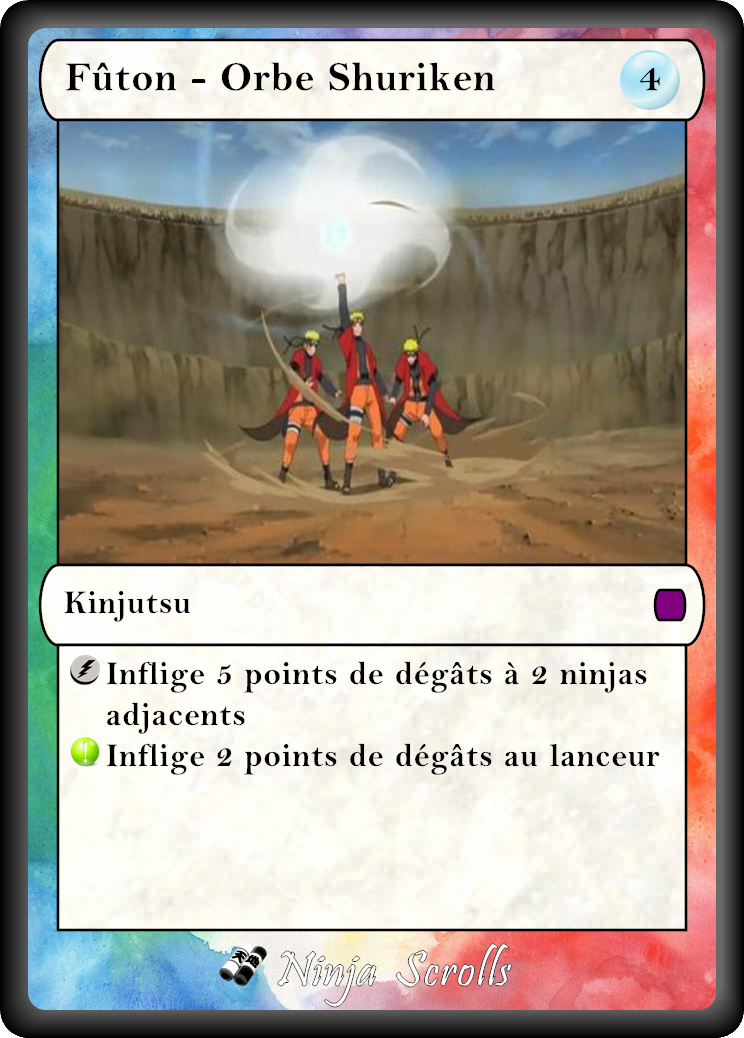 Fûton - Orbe Shuriken 4
Kinjutsu
Inflige 5 points de dégâts à 2 ninjas
adjacents
! Inflige 2 points de dégâts au lanceur
Ninja Scrolls